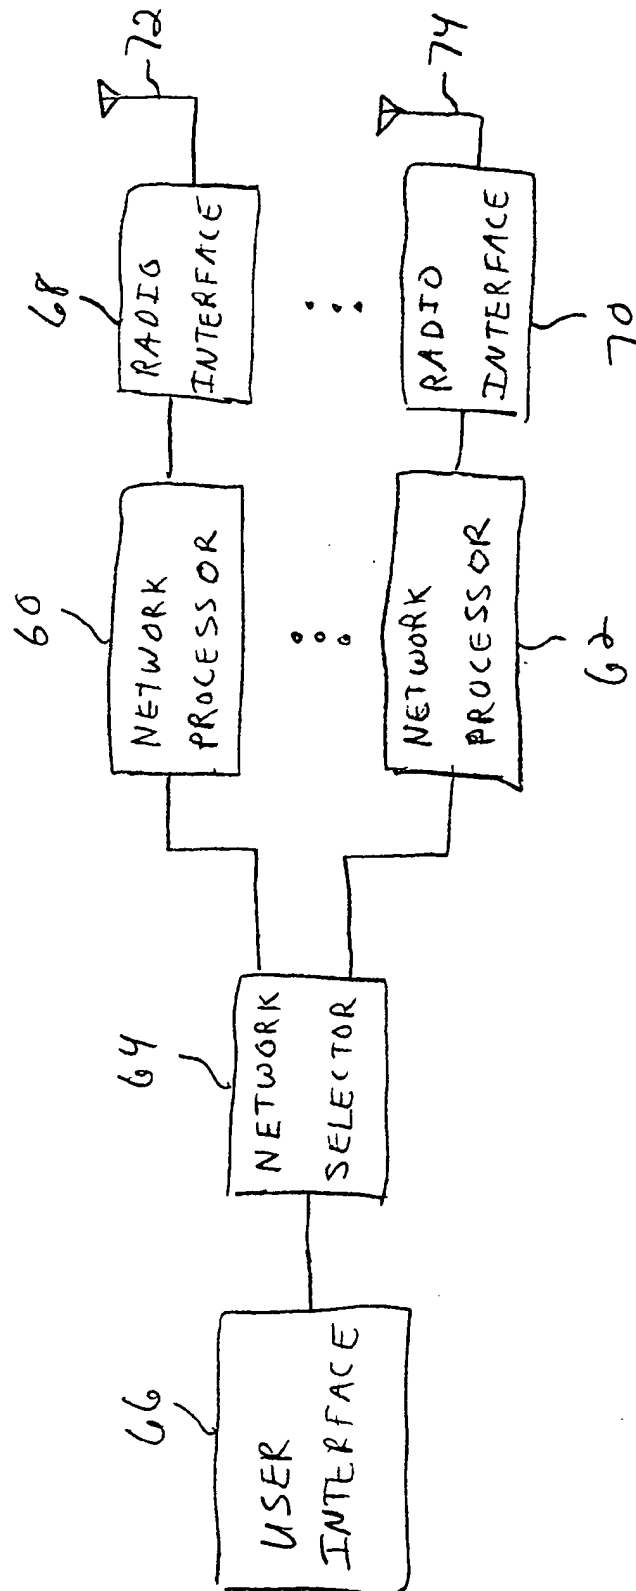 66
USER
INTERFACE
64
NETWORK
SELECTOR
60
NETWORK
PROCESSOR
68
RADIO
INTERFACE
72
62
NETWORK
PROCESSOR
70
RADIO
INTERFACE
74